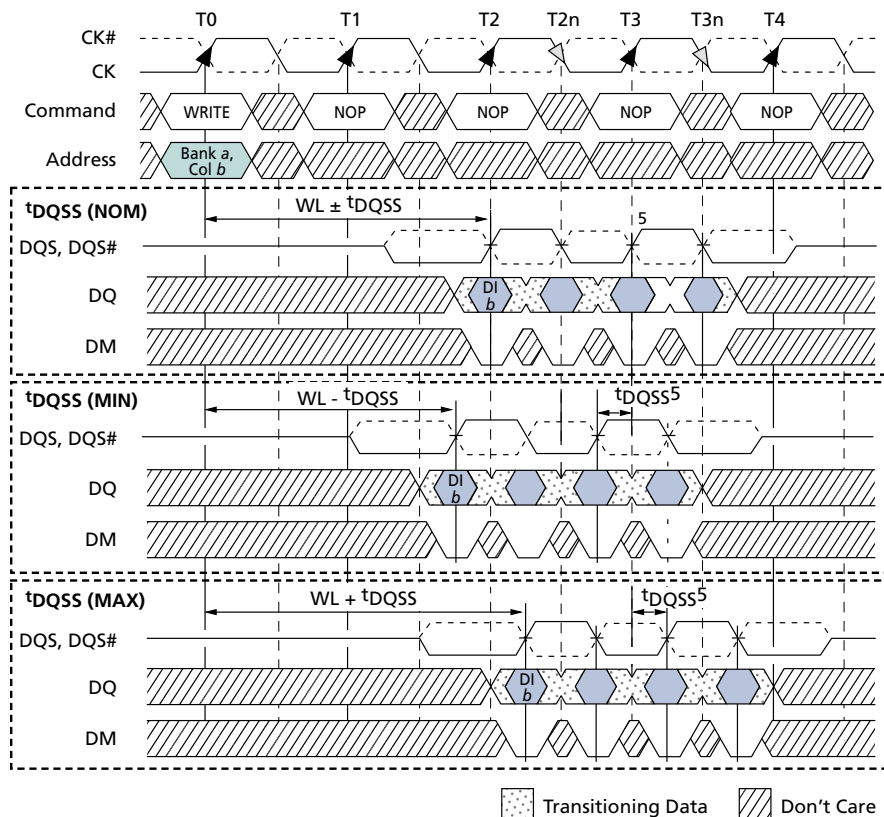 T0 T1 T2 T2n T3 T3n T4
CK#
CK
Command WRITE NOP NOP NOP NOP
Address Bank a,
Col b
tDQSS (NOM) WL ± tDQSS
5
DQS, DQS#
DQ DI
b
DM
tDQSS (MIN) WL - tDQSS tDQSS5
DQS, DQS#
DQ DI
b
DM
tDQSS (MAX) WL + tDQSS tDQSS5
DQS, DQS#
DQ DI
b
DM
Transitioning Data Don't Care